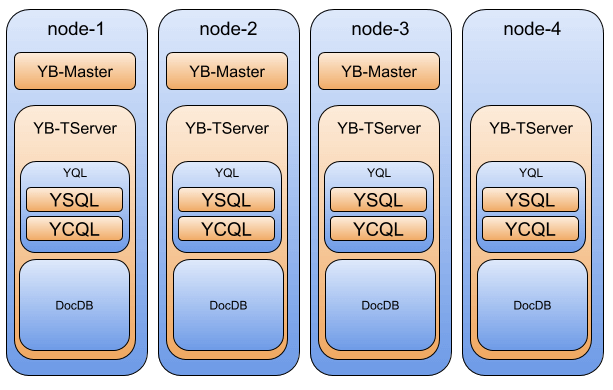 node-1
YB-Master
YB-TServer
YQL
YSQL
YCQL
DocDB
node-2
YB-Master
YB-TServer
YQL
YSQL
YCQL
DocDB
node-3
YB-Master
YB-TServer
YQL
YSQL
YCQL
DocDB
node-4
YB-TServer
YQL
YSQL
YCQL
DocDB